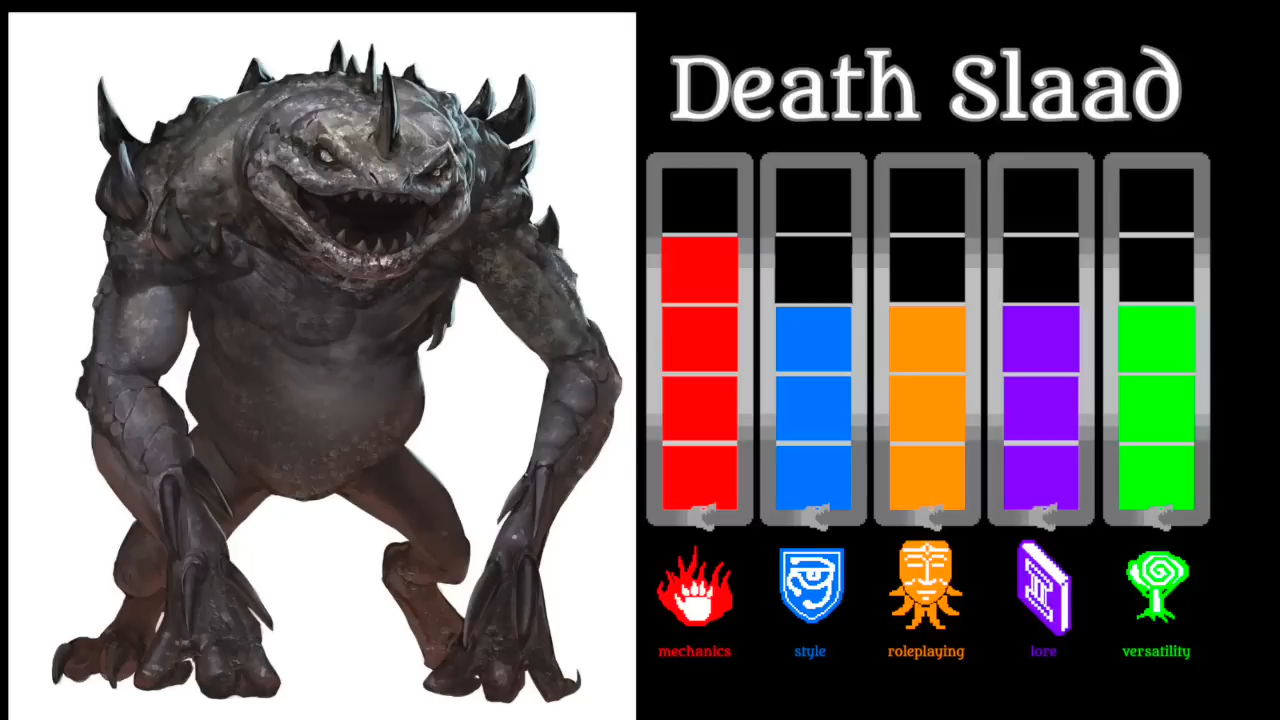 Death Slaad
mechanics
style
roleplaying
lore
versatility